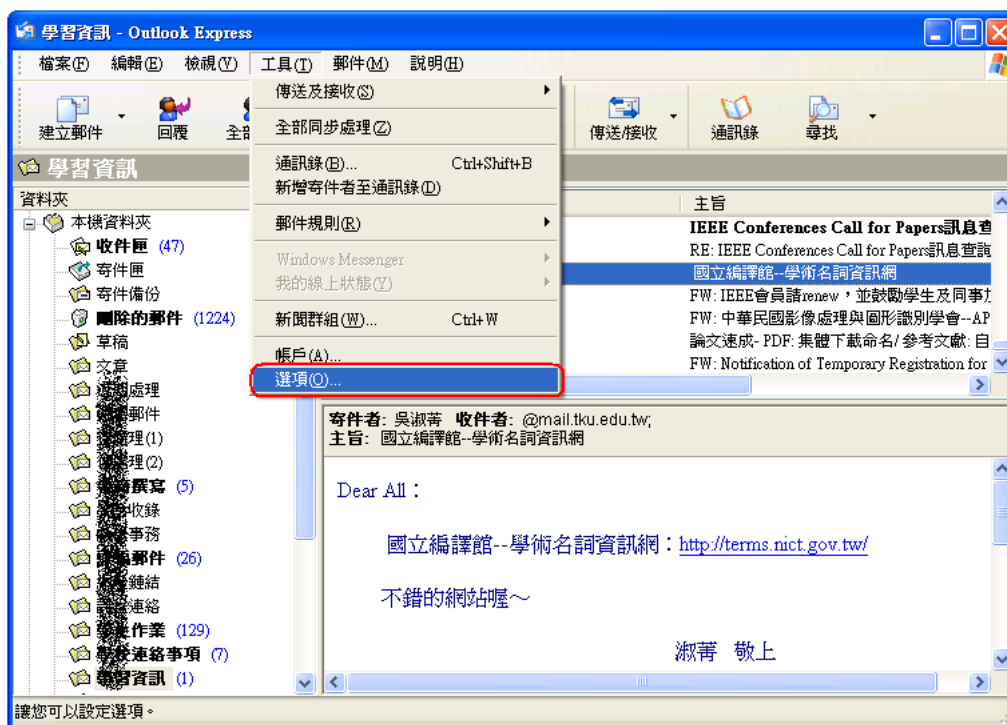 學習資訊 - Outlook Express
檔案(F) 編輯(E) 檢視(V) 工具(T) 郵件(M) 說明(H)
建立郵件 回覆 傳送/接收 通訊錄 尋找
傳送及接收(S)
全部同步處理(Z)
通訊錄(B)... Ctrl+Shift+B
新增寄件者至通訊錄(D)
郵件規則(R)
Windows Messenger
我的線上狀態(Y)
新聞群組(W)... Ctrl+W
帳戶(A)...
選項(O)...
學習資訊
資料夾
本機資料夾
收件匣 (47)
寄件匣
寄件備份
刪除的郵件 (1224)
草稿
文章
處理
郵件
理(1)
理(2)
撰寫 (5)
收錄
事務
郵件 (26)
鏈結
連絡
作業 (129)
連絡事項 (7)
學習資訊 (1)
主旨
IEEE Conferences Call for Papers訊息查
RE: IEEE Conferences Call for Papers訊息查詢
國立編譯館--學術名詞資訊網
FW: IEEE會員請renew，並鼓勵學生及同事加
FW: 中華民國影像處理與圖形識別學會--AP
論文速成- PDF: 集體下載命名/ 參考文獻: 自
FW: Notification of Temporary Registration for
寄件者: 吳淑菁 收件者: @mail.tku.edu.tw;
主旨: 國立編譯館--學術名詞資訊網
Dear All：
國立編譯館--學術名詞資訊網：http://terms.nict.gov.tw/
不錯的網站喔～
淑菁 敬上
讓您可以設定選項。